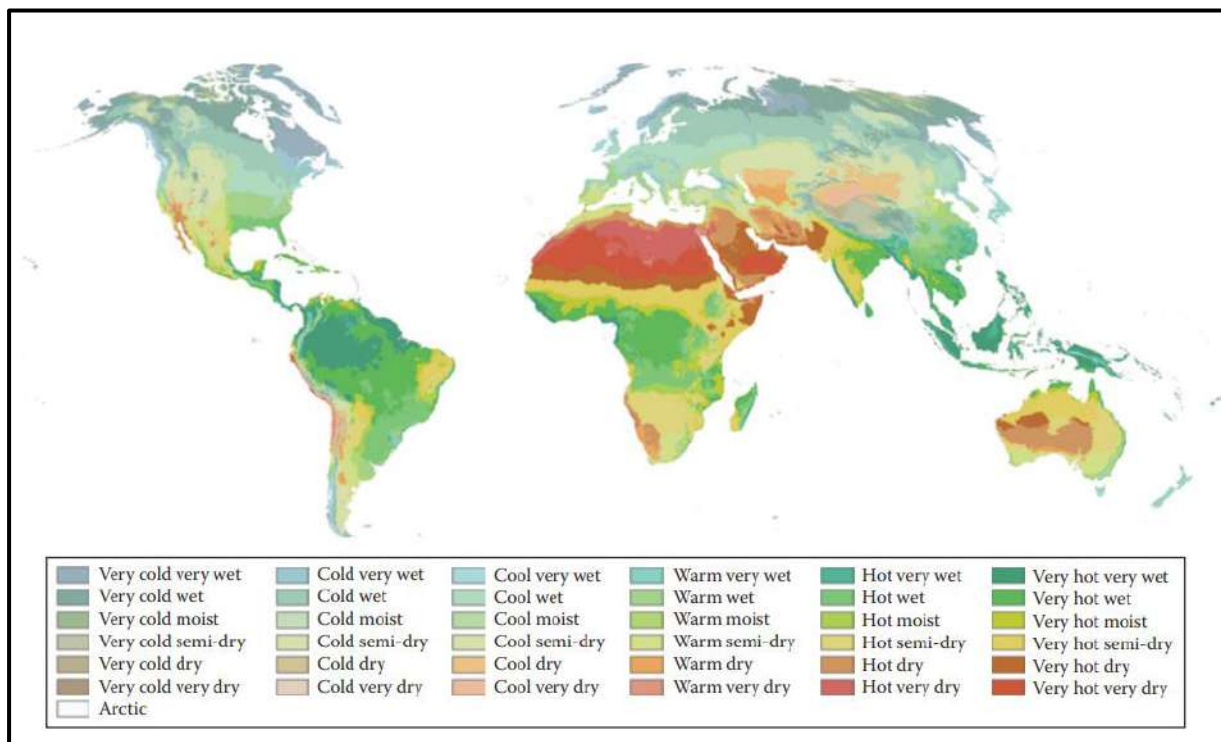 Very cold very wet Cold very wet Cool very wet Warm very wet Hot very wet Very hot very wet
Very cold wet Cold wet Cool wet Warm wet Hot wet Very hot wet
Very cold moist Cold moist Cool moist Warm moist Hot moist Very hot moist
Very cold semi-dry Cold semi-dry Cool semi-dry Warm semi-dry Hot semi-dry Very hot semi-dry
Very cold dry Cold dry Cool dry Warm dry Hot dry Very hot dry
Very cold very dry Cold very dry Cool very dry Warm very dry Hot very dry Very hot very dry
Arctic